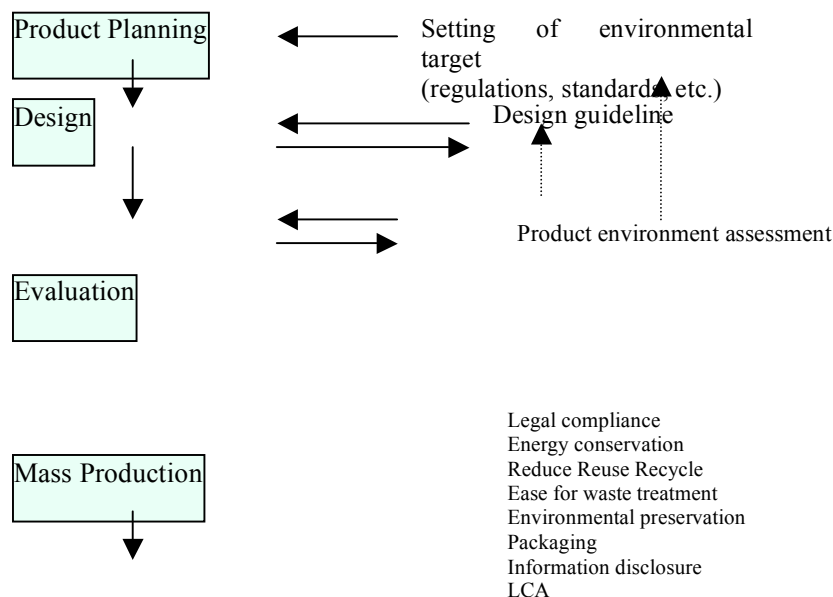 Product Planning
Setting of environmental
target
(regulations, standards, etc.)
Design
Design guideline
Product environment assessment
Evaluation
Legal compliance
Energy conservation
Mass Production
Reduce Reuse Recycle
Ease for waste treatment
Environmental preservation
Packaging
Information disclosure
LCA